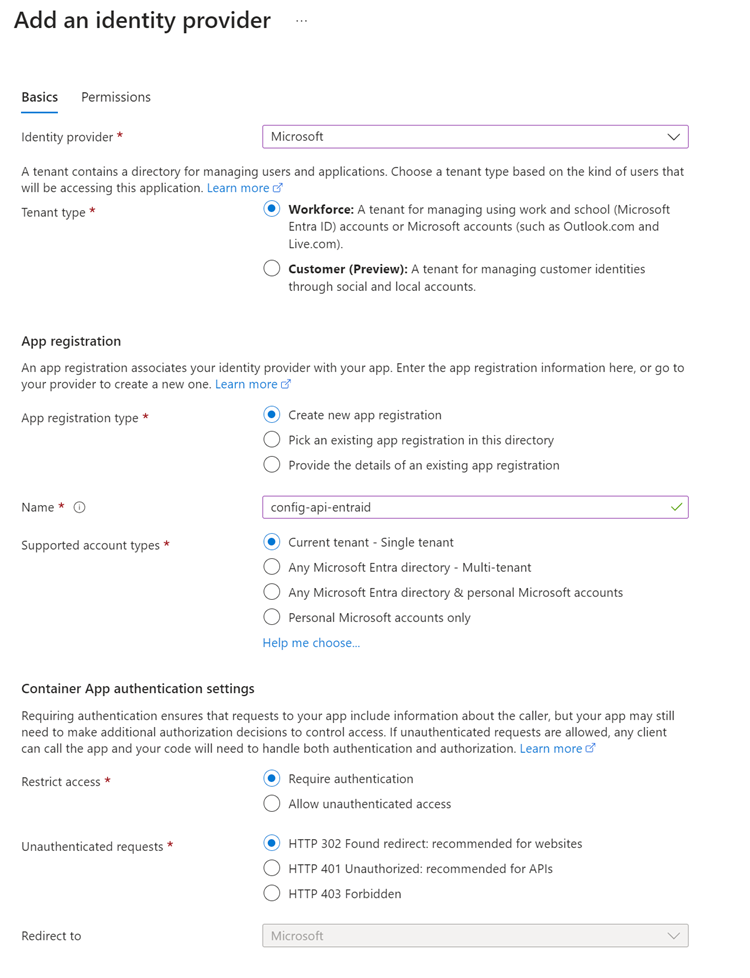 Add an identity provider ...
Basics Permissions
Identity provider * Microsoft
A tenant contains a directory for managing users and applications. Choose a tenant type based on the kind of users that
will be accessing this application. Learn more
Tenant type * Workforce: A tenant for managing using work and school (Microsoft
Entra ID) accounts or Microsoft accounts (such as Outlook.com and
Live.com).
Customer (Preview): A tenant for managing customer identities
through social and local accounts.
App registration
An app registration associates your identity provider with your app. Enter the app registration information here, or go to
your provider to create a new one. Learn more
App registration type * Create new app registration
Pick an existing app registration in this directory
Provide the details of an existing app registration
Name * config-api-entraid
Supported account types * Current tenant - Single tenant
Any Microsoft Entra directory - Multi-tenant
Any Microsoft Entra directory & personal Microsoft accounts
Personal Microsoft accounts only
Help me choose...
Container App authentication settings
Requiring authentication ensures that requests to your app include information about the caller, but your app may still
need to make additional authorization decisions to control access. If unauthenticated requests are allowed, any client
can call the app and your code will need to handle both authentication and authorization. Learn more
Restrict access * Require authentication
Allow unauthenticated access
Unauthenticated requests * HTTP 302 Found redirect: recommended for websites
HTTP 401 Unauthorized: recommended for APIs
HTTP 403 Forbidden
Redirect to Microsoft